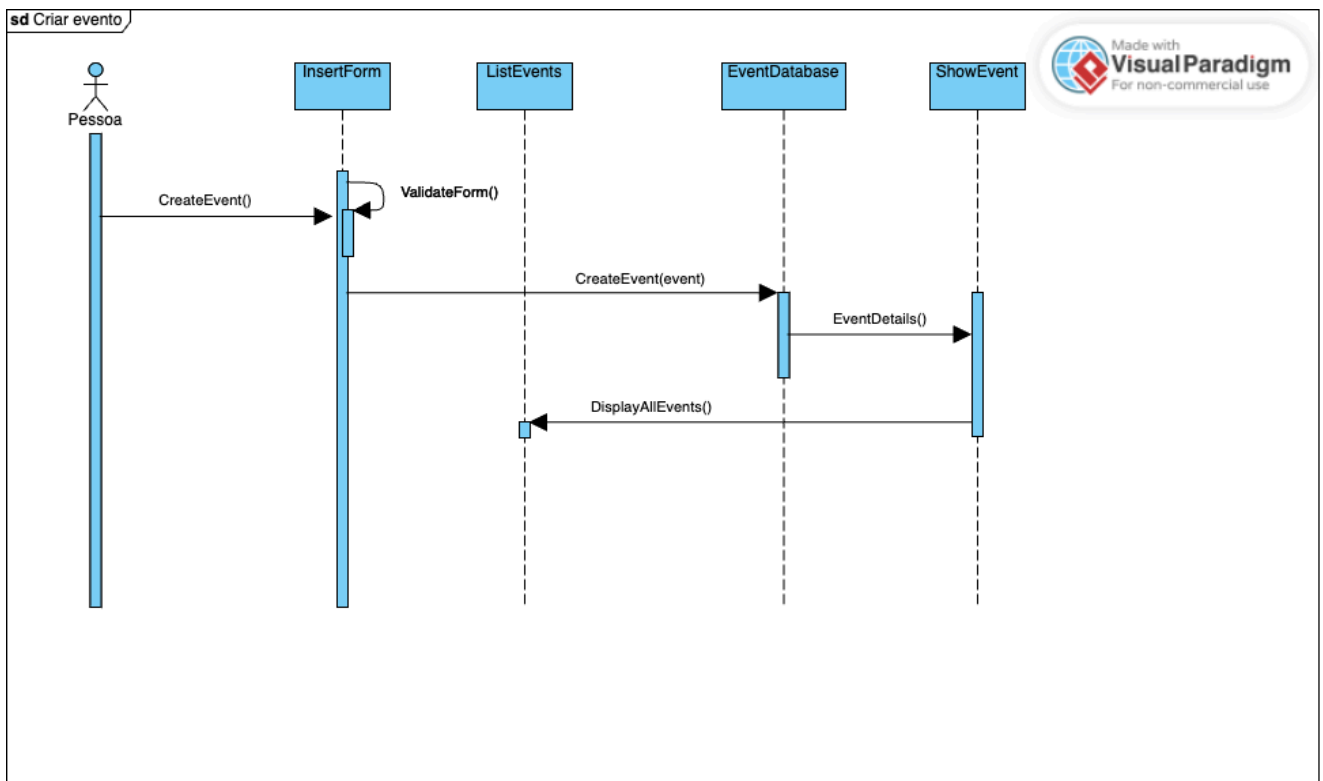 sd Criar evento
Made with
Visual Paradigm
For non-commercial use
Pessoa
InsertForm
ListEvents
EventDatabase
ShowEvent
CreateEvent()
ValidateForm()
CreateEvent(event)
EventDetails()
DisplayAllEvents()